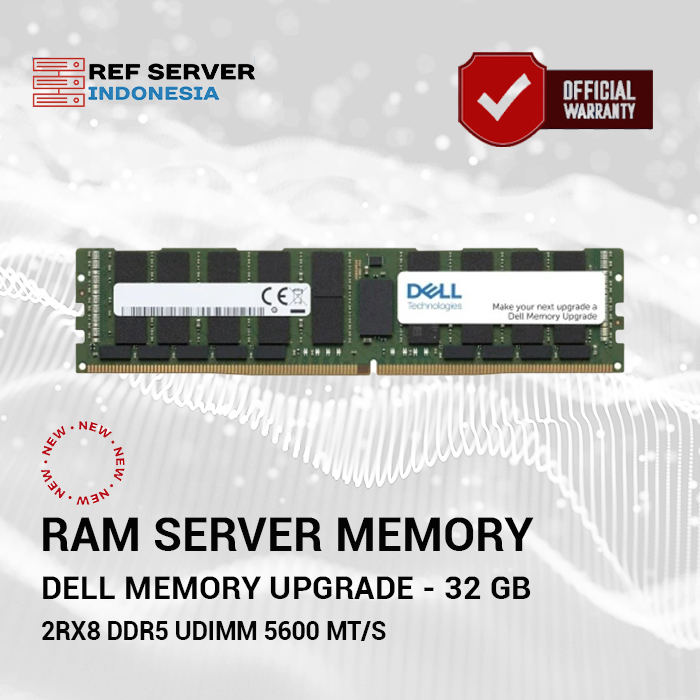 REF SERVER
INDONESIA
OFFICIAL
WARRANTY
CE
DELL
Technologies
Make your next upgrade a
Dell Memory Upgrade
NEW • NEW • NEW • NEW • NEW •
RAM SERVER MEMORY
DELL MEMORY UPGRADE - 32 GB
2RX8 DDR5 UDIMM 5600 MT/S